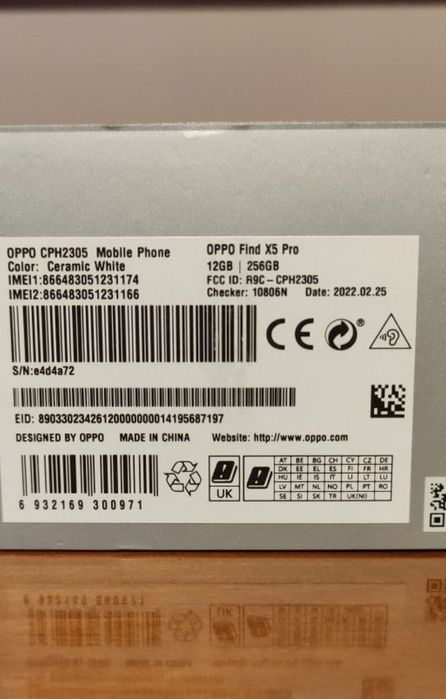 OPPO CPH2305 Mobile Phone
Color: Ceramic White
IMEI1:866483051231174
IMEI2:866483051231166
OPPO Find X5 Pro
12GB | 256GB
FCC ID: R9C-CPH2305
Checker: 10806N Date: 2022.02.25
CE
S/N:e4d4a72
EID: 89033023426120000000014195687197
DESIGNED BY OPPO MADE IN CHINA Website: http://www.oppo.com
6 932169 300971
UK
AT BE BG CH CY CZ DE
DK EE EL ES FI FR HR
HU IE IS IT LI LT LU
LV MT NL NO PL PT RO
SE SI SK TR UK(NI)